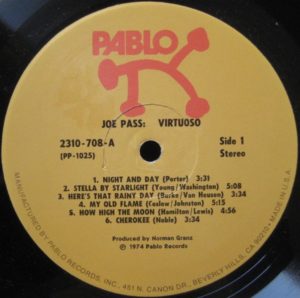 PABLO
JOE PASS: VIRTUOSO
2310-708-A
Side 1
(PP-1025)
Stereo
1. NIGHT AND DAY (Porter) 3:31
2. STELLA BY STARLIGHT (Young/Washington) 5:08
3. HERE'S THAT RAINY DAY (Burke/Van Heusen) 3:33
4. MY OLD FLAME (Coslow/Johnston) 5:16
5. HOW HIGH THE MOON (Hamilton/Lewis) 4:56
6. CHEROKEE (Noble) 3:33
Produced by Norman Granz
© 1974 Pablo Records
MANUFACTURED BY PABLO RECORDS, INC., 451 N. CANON DR., BEVERLY HILLS, CA. 90210 • MADE IN U.S.A.